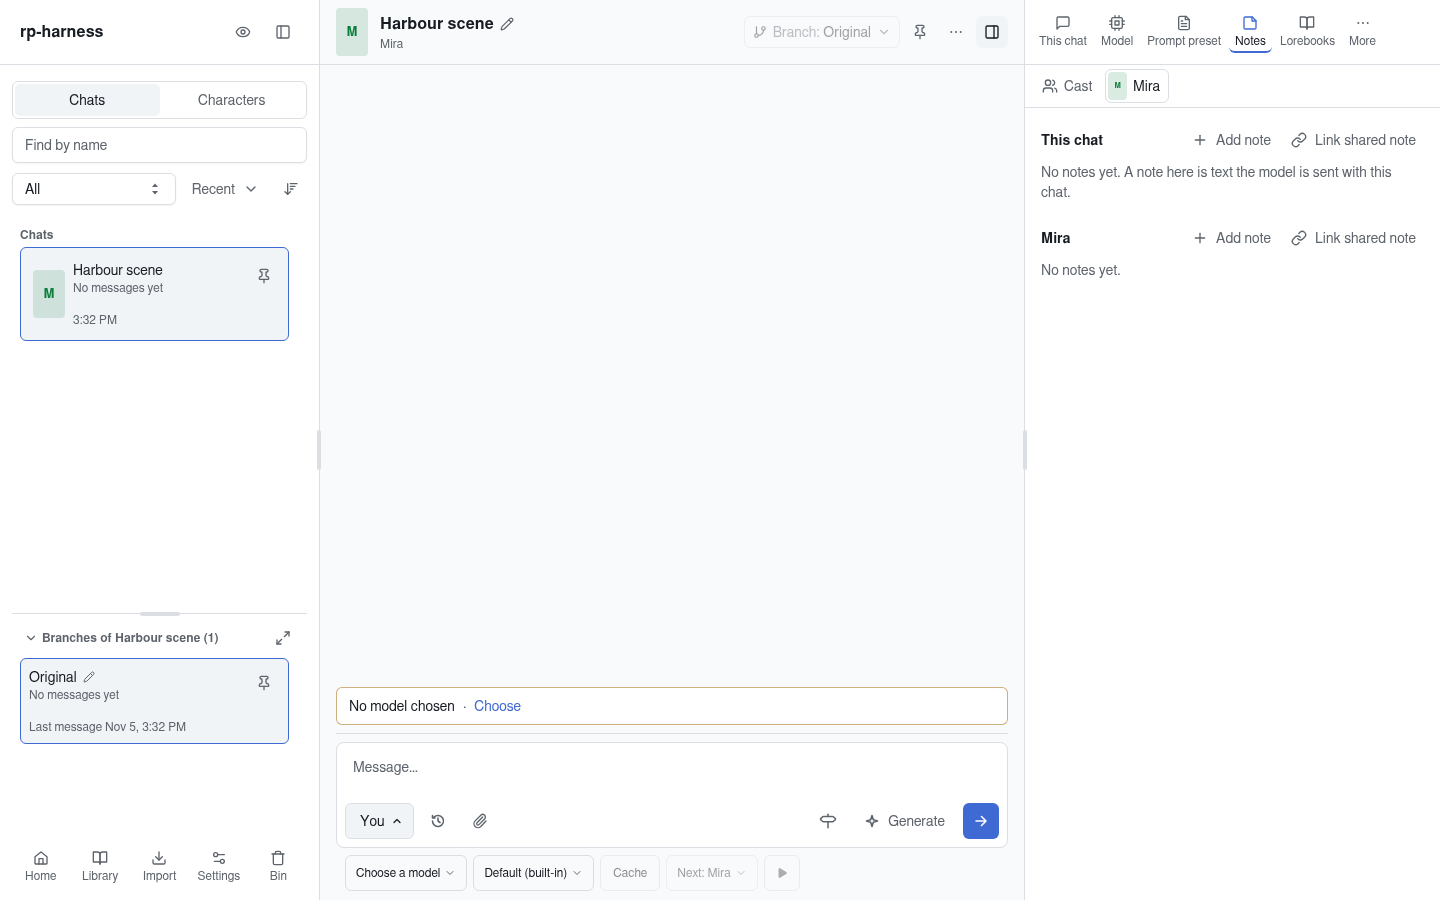 rp-harness
Chats
Characters
Find by name
All
Recent
Chats
M
Harbour scene
No messages yet
3:32 PM
Branches of Harbour scene (1)
Original
No messages yet
Last message Nov 5, 3:32 PM
Home
Library
Import
Settings
Bin
M
Harbour scene
Mira
Branch: Original
No model chosen · Choose
Message...
You
Generate
Choose a model
Default (built-in)
Cache
Next: Mira
This chat
Model
Prompt preset
Notes
Lorebooks
More
Cast
M
Mira
This chat
Add note
Link shared note
No notes yet. A note here is text the model is sent with this
chat.
Mira
Add note
Link shared note
No notes yet.